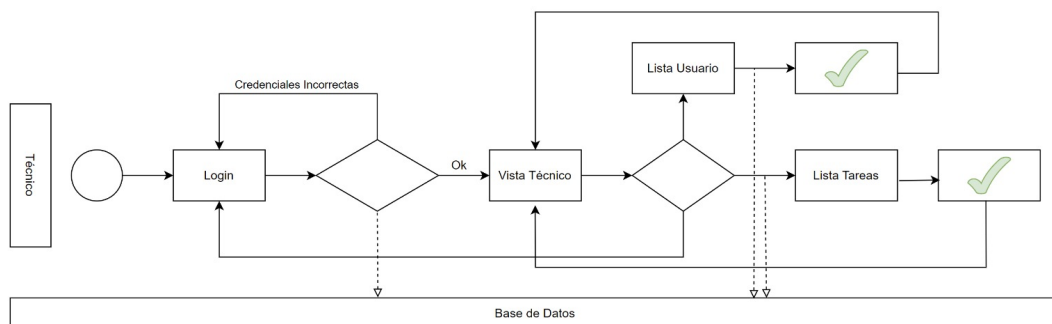 Lista Usuario
Credenciales Incorrectas
Técnico
Login
Ok
Vista Técnico
Lista Tareas
Base de Datos